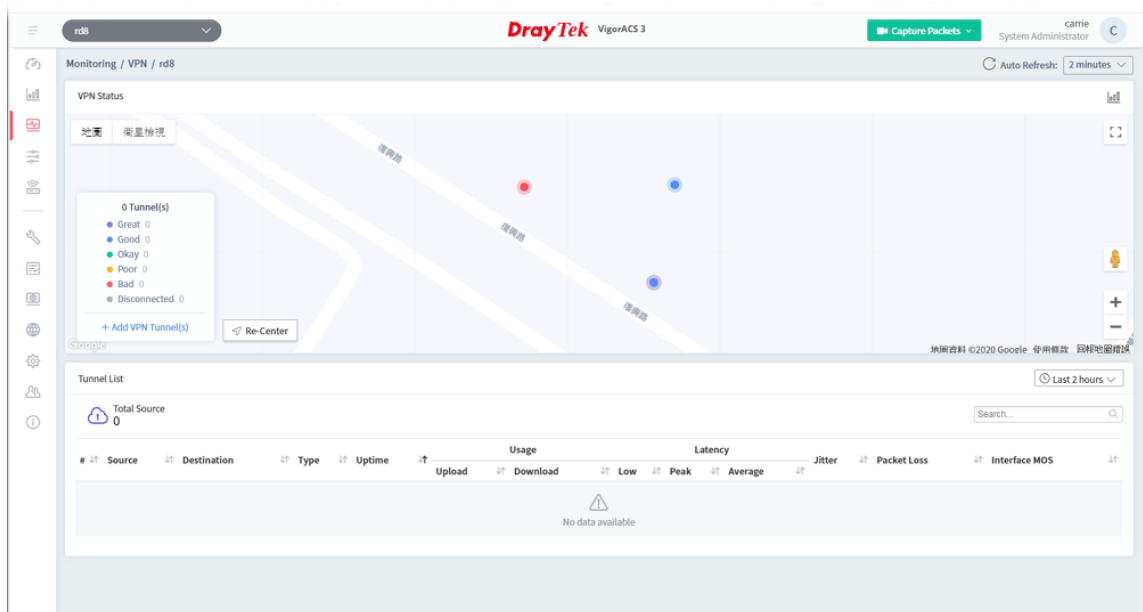 rd8
DrayTek VigorACS 3
Capture Packets
carrie
System Administrator
C
Monitoring / VPN / rd8
Auto Refresh: 2 minutes
VPN Status
地圖 衛星檢視
復興路
復興路
復興路
0 Tunnel(s)
Great 0
Good 0
Okay 0
Poor 0
Bad 0
Disconnected 0
+ Add VPN Tunnel(s)
Re-Center
Google
地圖資料 ©2020 Google 使用條款 回報地圖錯誤
Tunnel List
Last 2 hours
Total Source
0
Search...
Usage Latency
# Source Destination Type Uptime Jitter Packet Loss Interface MOS
Upload Download Low Peak Average
No data available